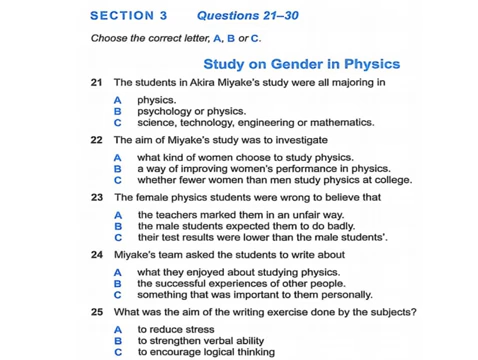 SECTION 3 Questions 21–30
Choose the correct letter, A, B or C.
Study on Gender in Physics
21 The students in Akira Miyake's study were all majoring in
A physics.
B psychology or physics.
C science, technology, engineering or mathematics.
22 The aim of Miyake's study was to investigate
A what kind of women choose to study physics.
B a way of improving women's performance in physics.
C whether fewer women than men study physics at college.
23 The female physics students were wrong to believe that
A the teachers marked them in an unfair way.
B the male students expected them to do badly.
C their test results were lower than the male students'.
24 Miyake's team asked the students to write about
A what they enjoyed about studying physics.
B the successful experiences of other people.
C something that was important to them personally.
25 What was the aim of the writing exercise done by the subjects?
A to reduce stress
B to strengthen verbal ability
C to encourage logical thinking